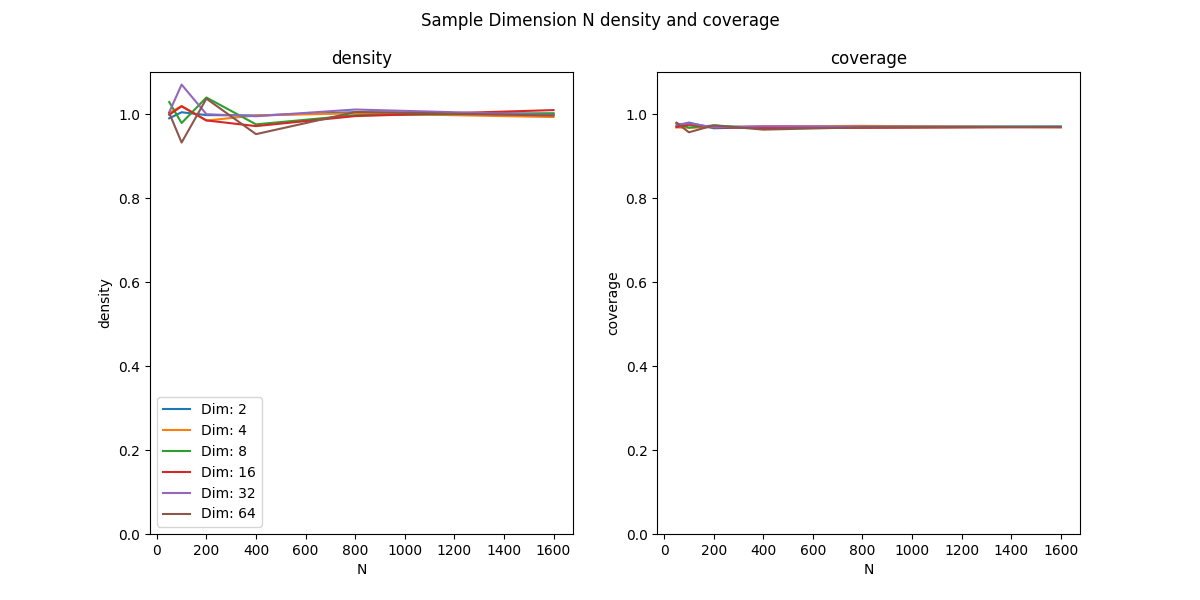 Sample Dimension N density and coverage
density
density
1.0
0.8
0.6
0.4
0.2
0.0
0 200 400 600 800 1000 1200 1400 1600
N
Dim: 2
Dim: 4
Dim: 8
Dim: 16
Dim: 32
Dim: 64
coverage
coverage
1.0
0.8
0.6
0.4
0.2
0.0
0 200 400 600 800 1000 1200 1400 1600
N